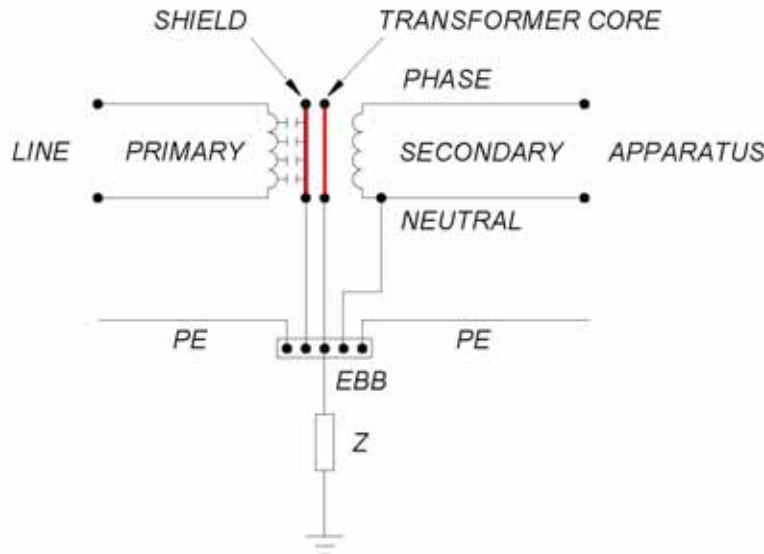 SHIELD TRANSFORMER CORE
PHASE
LINE PRIMARY SECONDARY APPARATUS
NEUTRAL
PE PE
EBB
Z